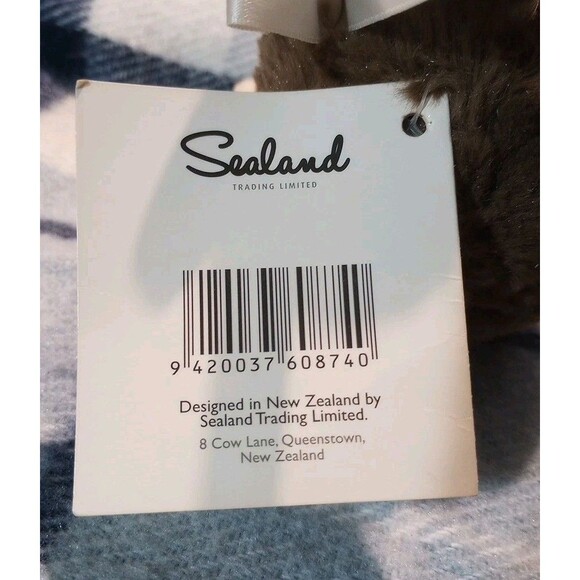 Sealand
TRADING LIMITED
9 420037 608740
Designed in New Zealand by
Sealand Trading Limited.
8 Cow Lane, Queenstown,
New Zealand